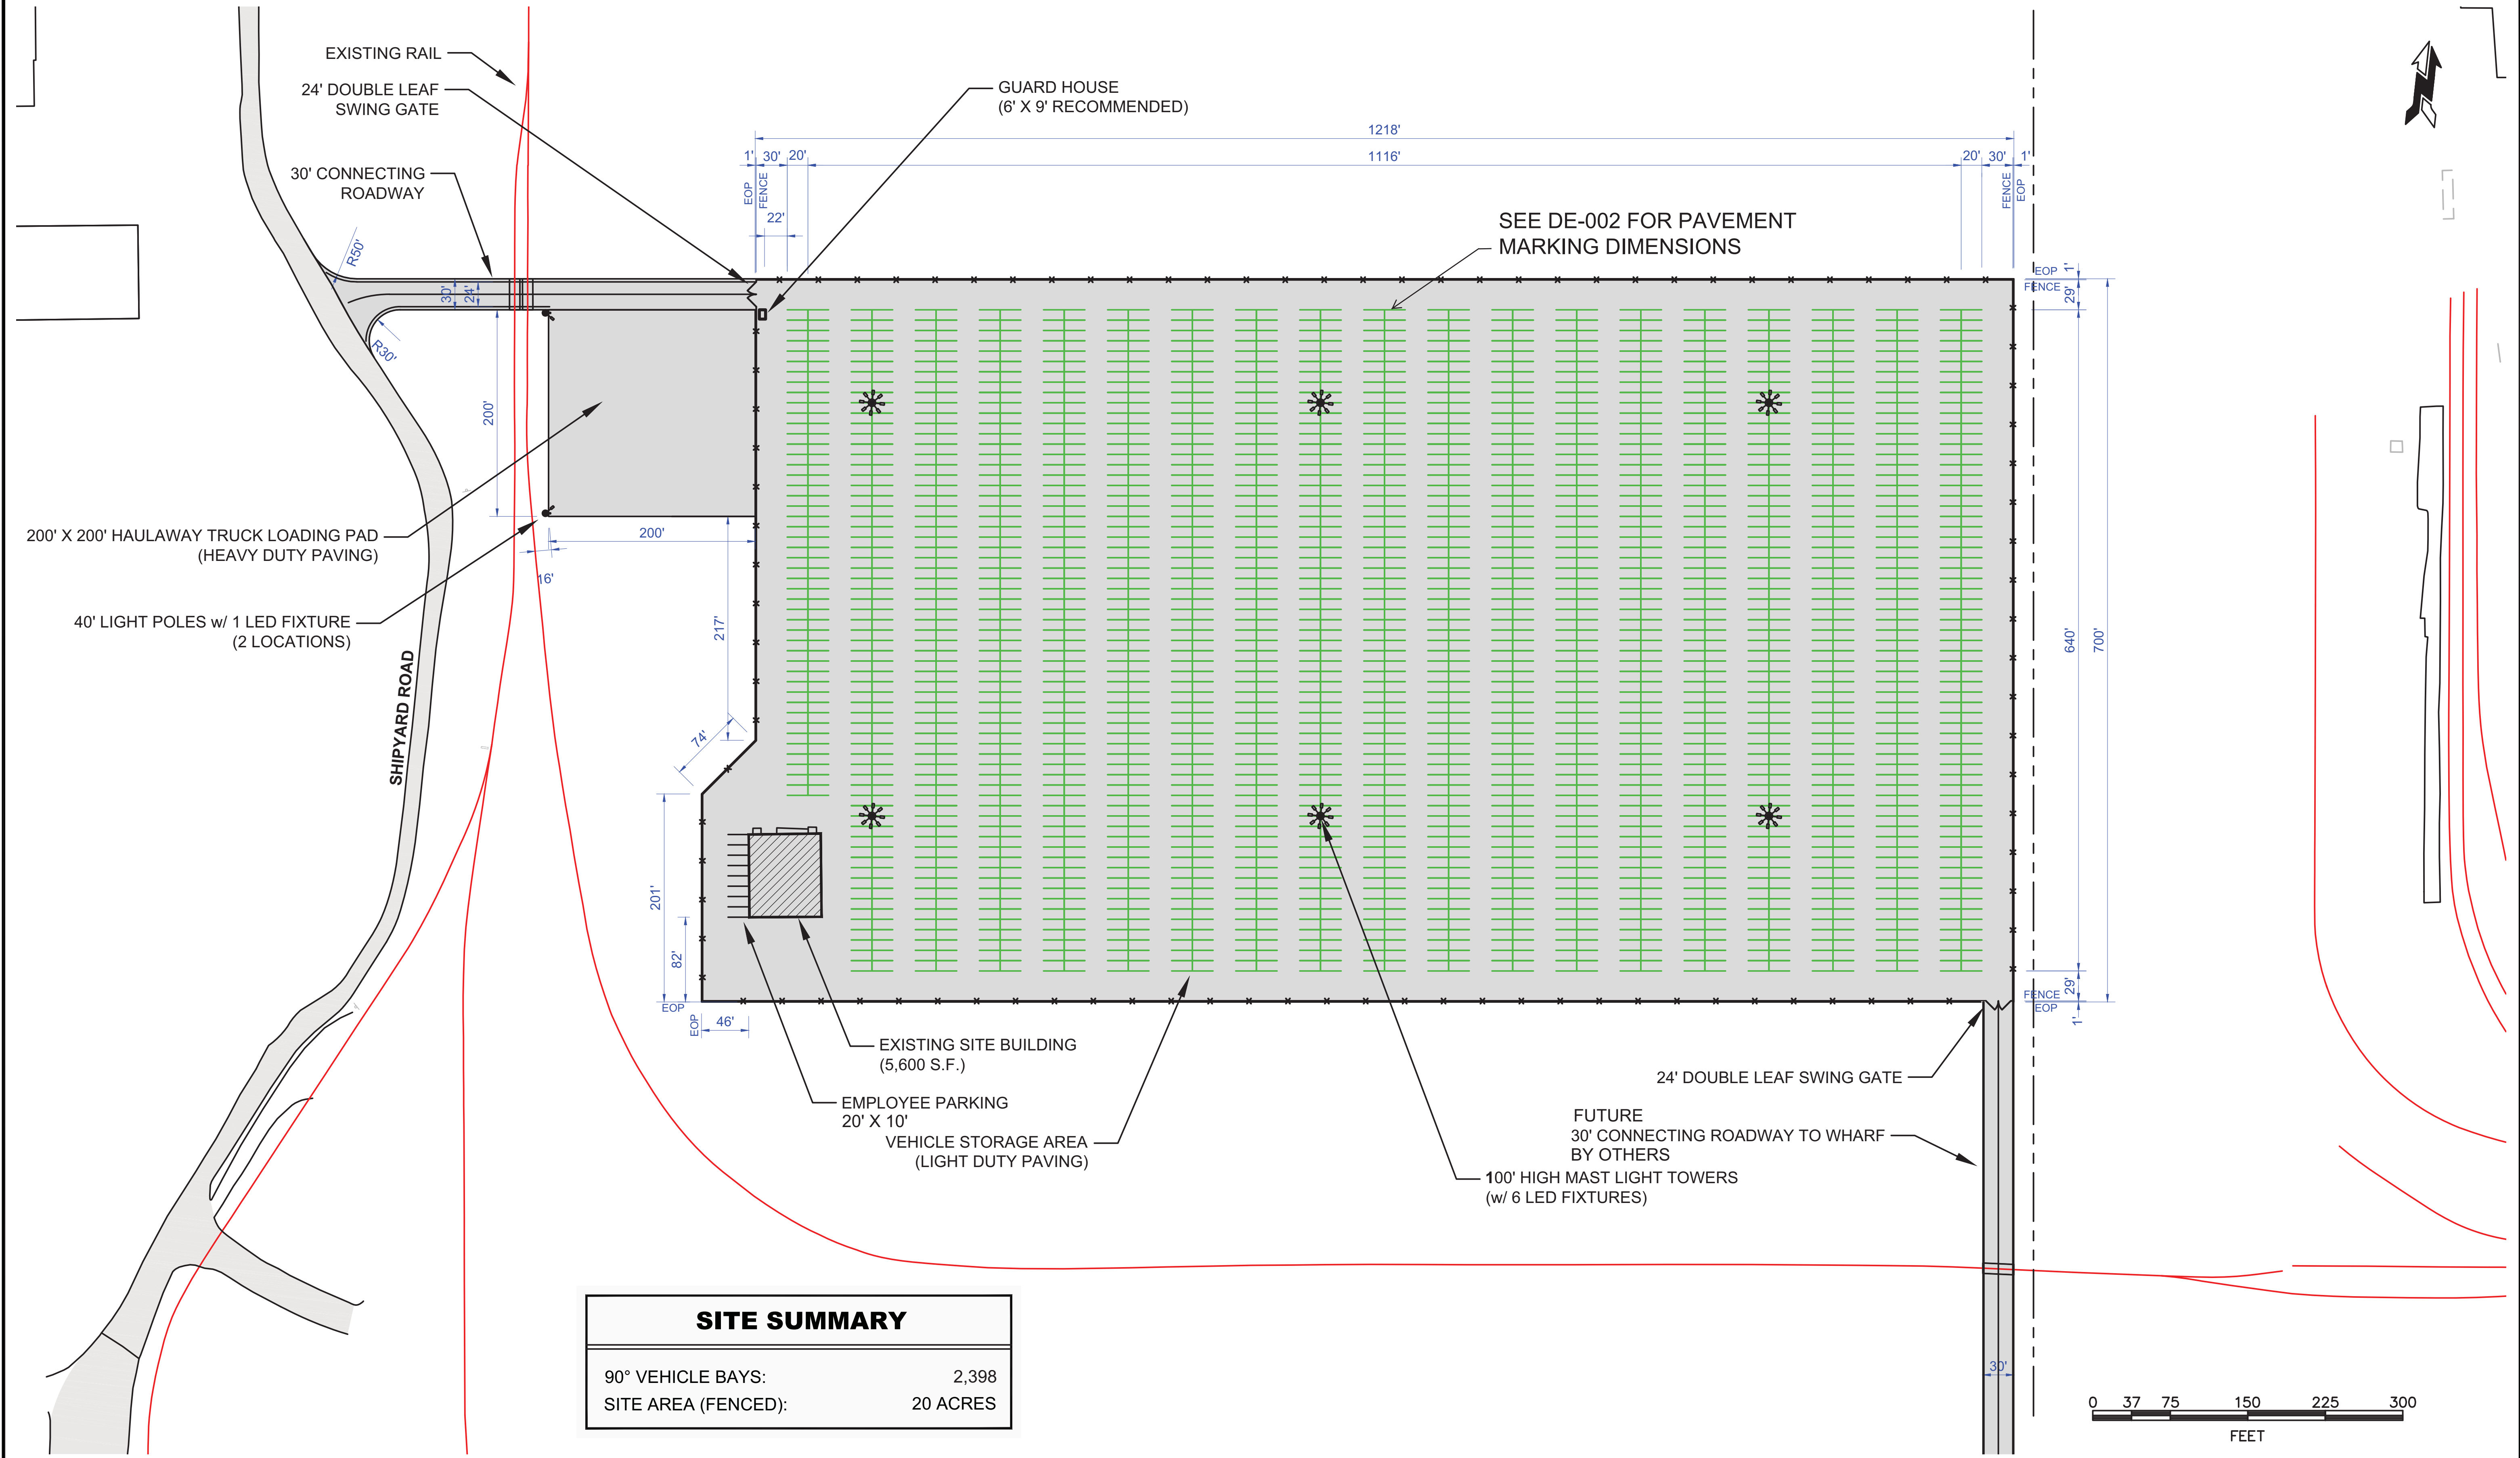 EXISTING RAIL
24' DOUBLE LEAF
SWING GATE
30' CONNECTING
ROADWAY
GUARD HOUSE
(6' X 9' RECOMMENDED)
1218'
1' 30' 20'
1116'
20' 30' 1'
EOP
FENCE
22'
FENCE
EOP
SEE DE-002 FOR PAVEMENT
MARKING DIMENSIONS
R50'
30'
24'
R30'
EOP
1'
FENCE
29'
200'
200' X 200' HAULAWAY TRUCK LOADING PAD
(HEAVY DUTY PAVING)
200'
16'
40' LIGHT POLES w/ 1 LED FIXTURE
(2 LOCATIONS)
217'
640'
700'
SHIPYARD ROAD
74'
201'
82'
EOP
EOP
46'
FENCE
29'
EOP
1'
EXISTING SITE BUILDING
(5,600 S.F.)
EMPLOYEE PARKING
20' X 10'
VEHICLE STORAGE AREA
(LIGHT DUTY PAVING)
24' DOUBLE LEAF SWING GATE
FUTURE
30' CONNECTING ROADWAY TO WHARF
BY OTHERS
100' HIGH MAST LIGHT TOWERS
(w/ 6 LED FIXTURES)
SITE SUMMARY
90° VEHICLE BAYS: 2,398
SITE AREA (FENCED): 20 ACRES
30'
0 37 75 150 225 300
FEET